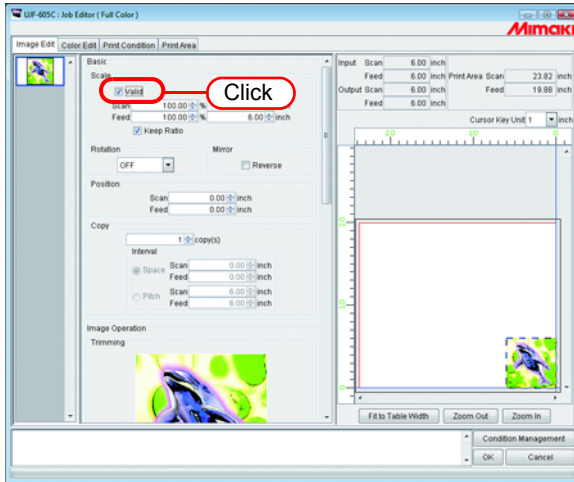 UJF-605C : Job Editor ( Full Color )
Mimaki
Image Edit Color Edit Print Condition Print Area
Basic
Scale
Valid
Click
Scan 100.00 %
Feed 100.00 % 6.00 inch
Keep Ratio
Rotation Mirror
OFF Reverse
Position
Scan 0.00 inch
Feed 0.00 inch
Copy
1 copy(s)
Interval
Space Scan 0.00 inch
Feed 0.00 inch
Pitch Scan 6.00 inch
Feed 6.00 inch
Image Operation
Trimming
Input Scan 6.00 inch
Feed 6.00 inch Print Area Scan 23.82 inch
Output Scan 6.00 inch Feed 19.88 inch
Feed 6.00 inch
Cursor Key Unit 1 inch
20 10 0
10
10
0
Fit to Table Width Zoom Out Zoom In
Condition Management
OK Cancel